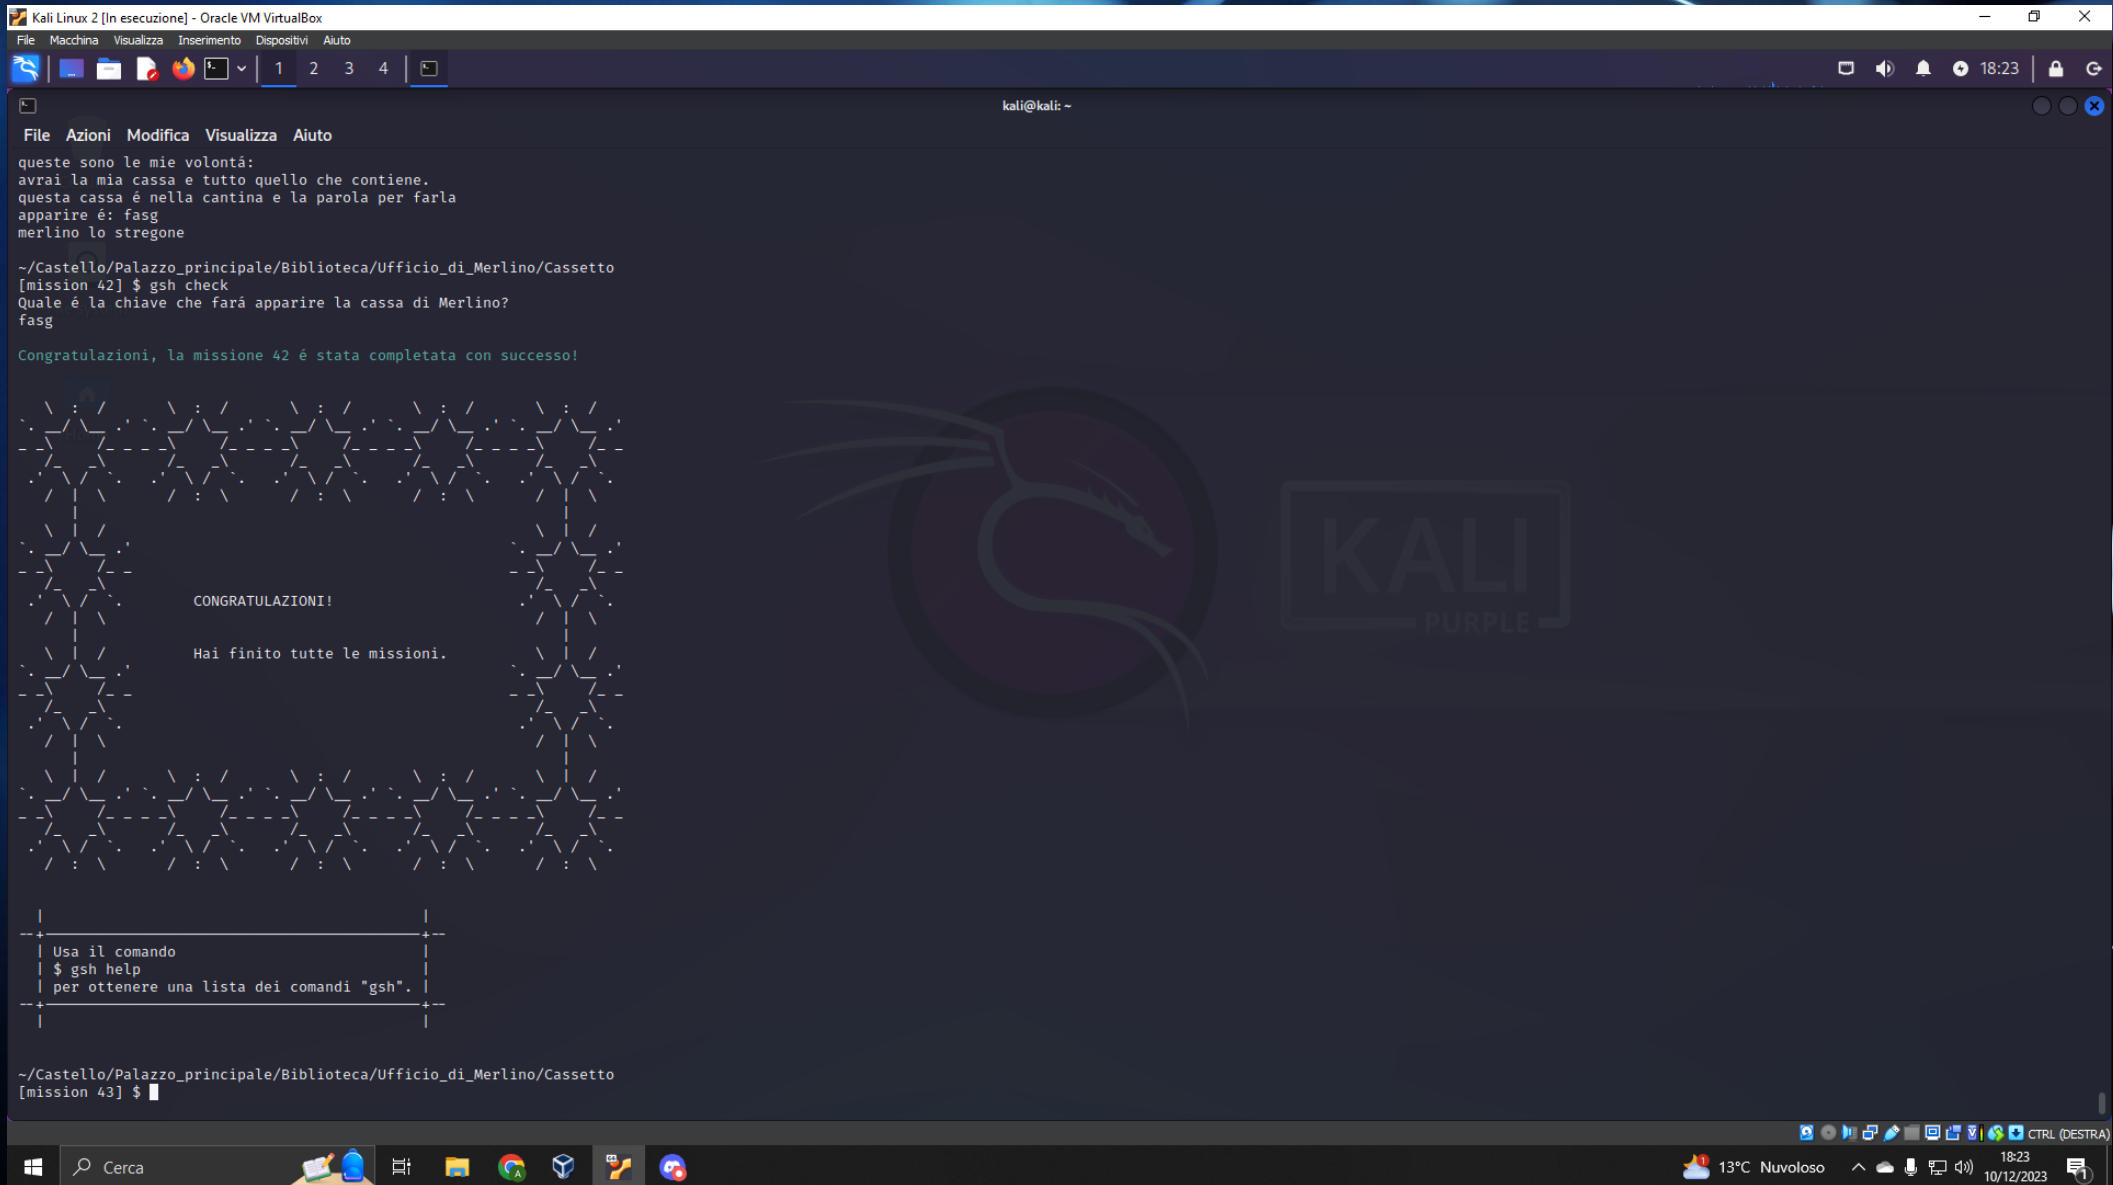 Kali Linux 2 [In esecuzione] - Oracle VM VirtualBox
File Macchina Visualizza Inserimento Dispositivi Aiuto
1 2 3 4
18:23
kali@kali: ~
File Azioni Modifica Visualizza Aiuto
queste sono le mie volontá:
avrai la mia cassa e tutto quello che contiene.
questa cassa é nella cantina e la parola per farla
apparire é: fasg
merlino lo stregone
~/Castello/Palazzo_principale/Biblioteca/Ufficio_di_Merlino/Cassetto
[mission 42] $ gsh check
Quale é la chiave che fará apparire la cassa di Merlino?
fasg
Congratulazioni, la missione 42 é stata completata con successo!
CONGRATULAZIONI!
Hai finito tutte le missioni.
KALI
PURPLE
Usa il comando
$ gsh help
per ottenere una lista dei comandi "gsh".
~/Castello/Palazzo_principale/Biblioteca/Ufficio_di_Merlino/Cassetto
[mission 43] $
CTRL (DESTRA)
Cerca
1
13°C Nuvoloso
18:23
10/12/2023
1